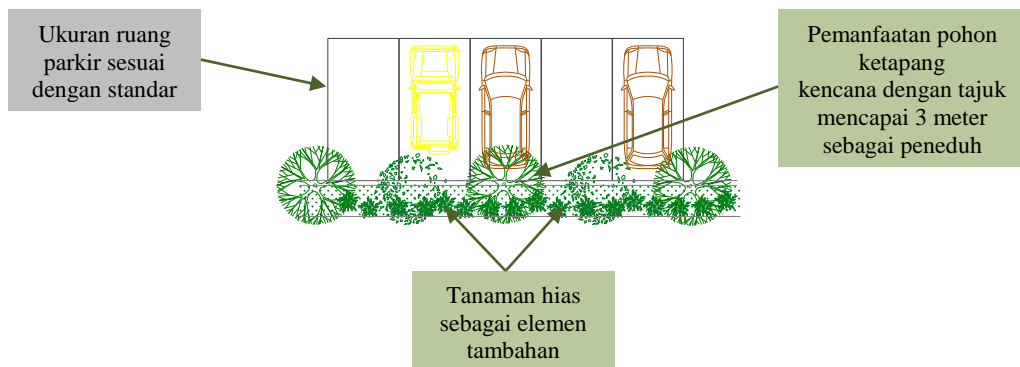 Ukuran ruang
parkir sesuai
dengan standar
Pemanfaatan pohon
ketapang
kencana dengan tajuk
mencapai 3 meter
sebagai peneduh
Tanaman hias
sebagai elemen
tambahan